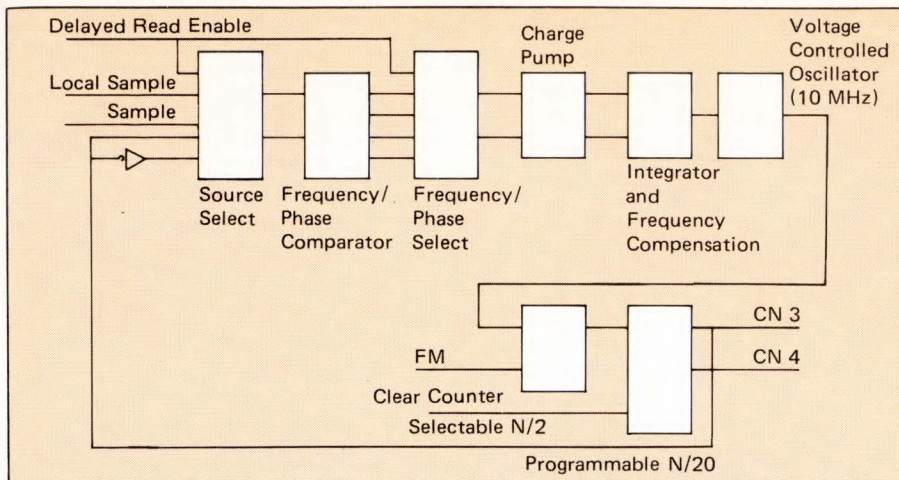 Delayed Read Enable
Local Sample
Sample
Source
Select
Frequency/
Phase
Comparator
Frequency/
Phase
Select
Charge
Pump
Integrator
and
Frequency
Compensation
Voltage
Controlled
Oscillator
(10 MHz)
FM
Clear Counter
Selectable N/2
CN 3
CN 4
Programmable N/20